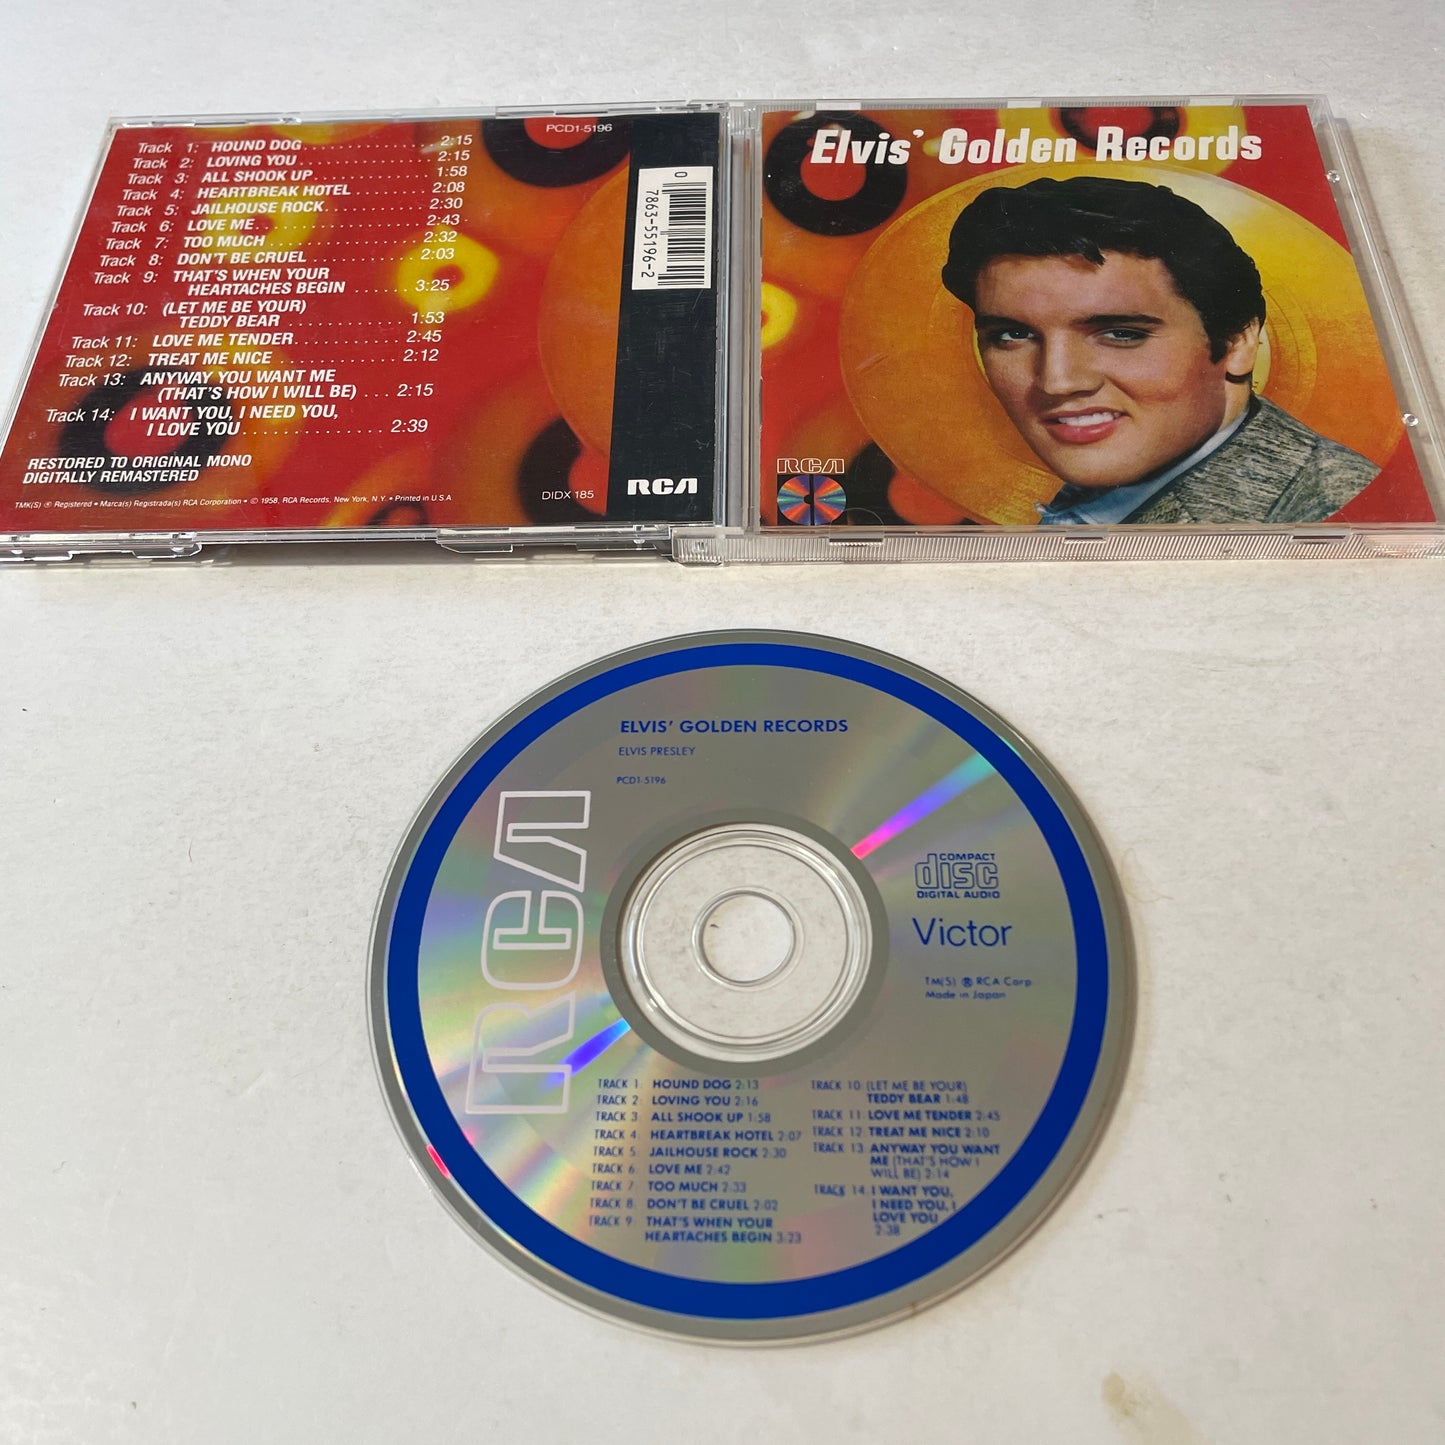 PCD1-5196
Track 1: HOUND DOG . . . . . . . . . . . . . . . . . . 2:15
Track 2: LOVING YOU . . . . . . . . . . . . . . . . . . 2:15
Track 3: ALL SHOOK UP . . . . . . . . . . . . . . . 1:58
Track 4: HEARTBREAK HOTEL . . . . . . . . . . 2:08
Track 5: JAILHOUSE ROCK . . . . . . . . . . . . . 2:30
Track 6: LOVE ME . . . . . . . . . . . . . . . . . . . . 2:43
Track 7: TOO MUCH . . . . . . . . . . . . . . . . . . 2:32
Track 8: DON'T BE CRUEL . . . . . . . . . . . . . 2:03
Track 9: THAT'S WHEN YOUR
HEARTACHES BEGIN . . . . . . 3:25
Track 10: (LET ME BE YOUR)
TEDDY BEAR . . . . . . . . . . . . . 1:53
Track 11: LOVE ME TENDER . . . . . . . . . . . . 2:45
Track 12: TREAT ME NICE . . . . . . . . . . . . . 2:12
Track 13: ANYWAY YOU WANT ME
(THAT'S HOW I WILL BE) . . . 2:15
Track 14: I WANT YOU, I NEED YOU,
I LOVE YOU . . . . . . . . . . . . . . 2:39
RESTORED TO ORIGINAL MONO
DIGITALLY REMASTERED
TMK(S) ® Registered • Marca(s) Registrada(s) RCA Corporation • © 1958, RCA Records, New York, N.Y. • Printed in U.S.A
DIDX 185
RCA
0
7863-55196-2
Elvis' Golden Records
RCA
ELVIS' GOLDEN RECORDS
ELVIS PRESLEY
PCD1-5196
RCA
COMPACT
disc
DIGITAL AUDIO
Victor
TM(S) ® RCA Corp.
Made in Japan
TRACK 1: HOUND DOG 2:13
TRACK 2: LOVING YOU 2:16
TRACK 3: ALL SHOOK UP 1:58
TRACK 4: HEARTBREAK HOTEL 2:07
TRACK 5: JAILHOUSE ROCK 2:30
TRACK 6: LOVE ME 2:42
TRACK 7: TOO MUCH 2:33
TRACK 8: DON'T BE CRUEL 2:02
TRACK 9: THAT'S WHEN YOUR
HEARTACHES BEGIN 3:23
TRACK 10: (LET ME BE YOUR)
TEDDY BEAR 1:48
TRACK 11: LOVE ME TENDER 2:45
TRACK 12: TREAT ME NICE 2:10
TRACK 13: ANYWAY YOU WANT
ME (THAT'S HOW I
WILL BE) 2:14
TRACK 14: I WANT YOU,
I NEED YOU, I
LOVE YOU
2:38